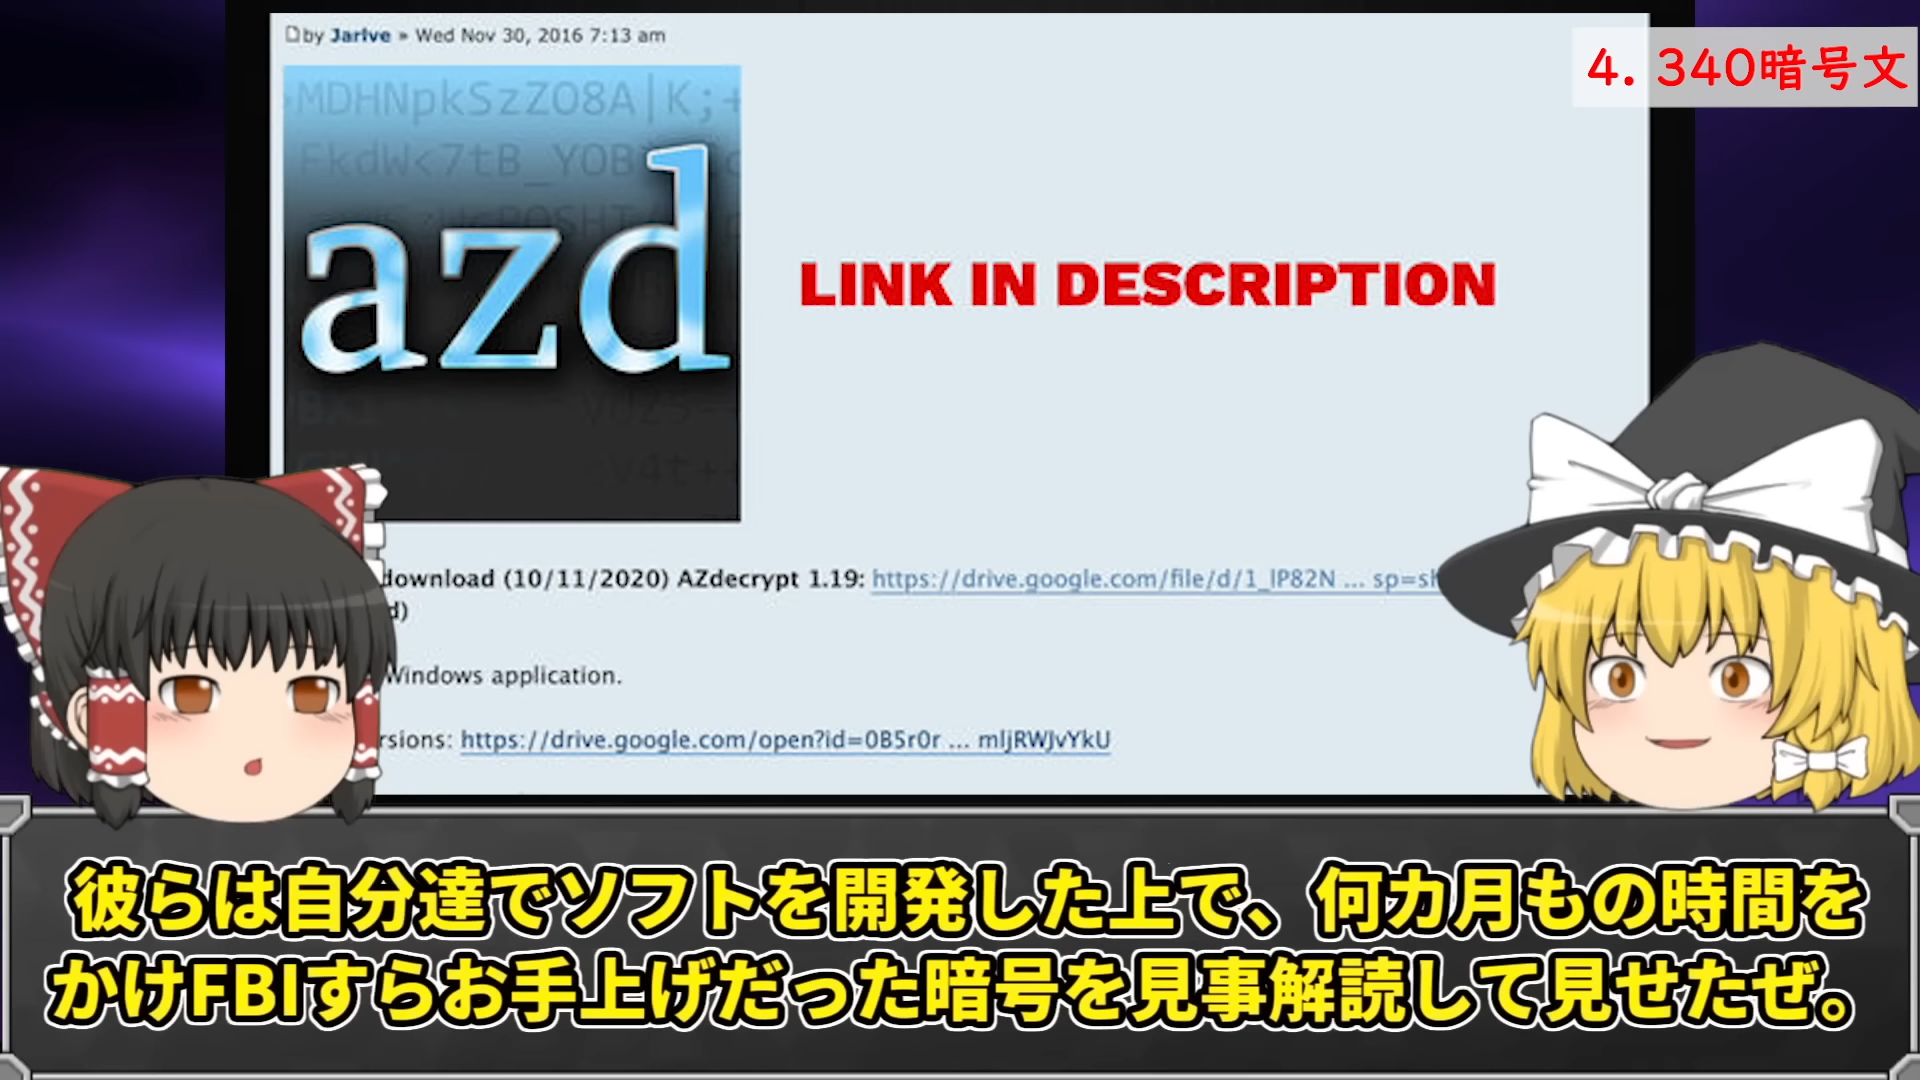 by Jarlve » Wed Nov 30, 2016 7:13 am
4. 340暗号文
MDHNpkSzZO8A|K;+
FkdWk7tB_YOB
azd
LINK IN DESCRIPTION
download (10/11/2020) AZdecrypt 1.19: https://drive.google.com/file/d/1_lP82N ... sp=sh
d)
Windows application.
rsions: https://drive.google.com/open?id=0B5r0r ... mljRWJvYkU
彼らは自分達でソフトを開発した上で、何カ月もの時間を
かけFBIすらお手上げだった暗号を見事解読して見せたぜ。